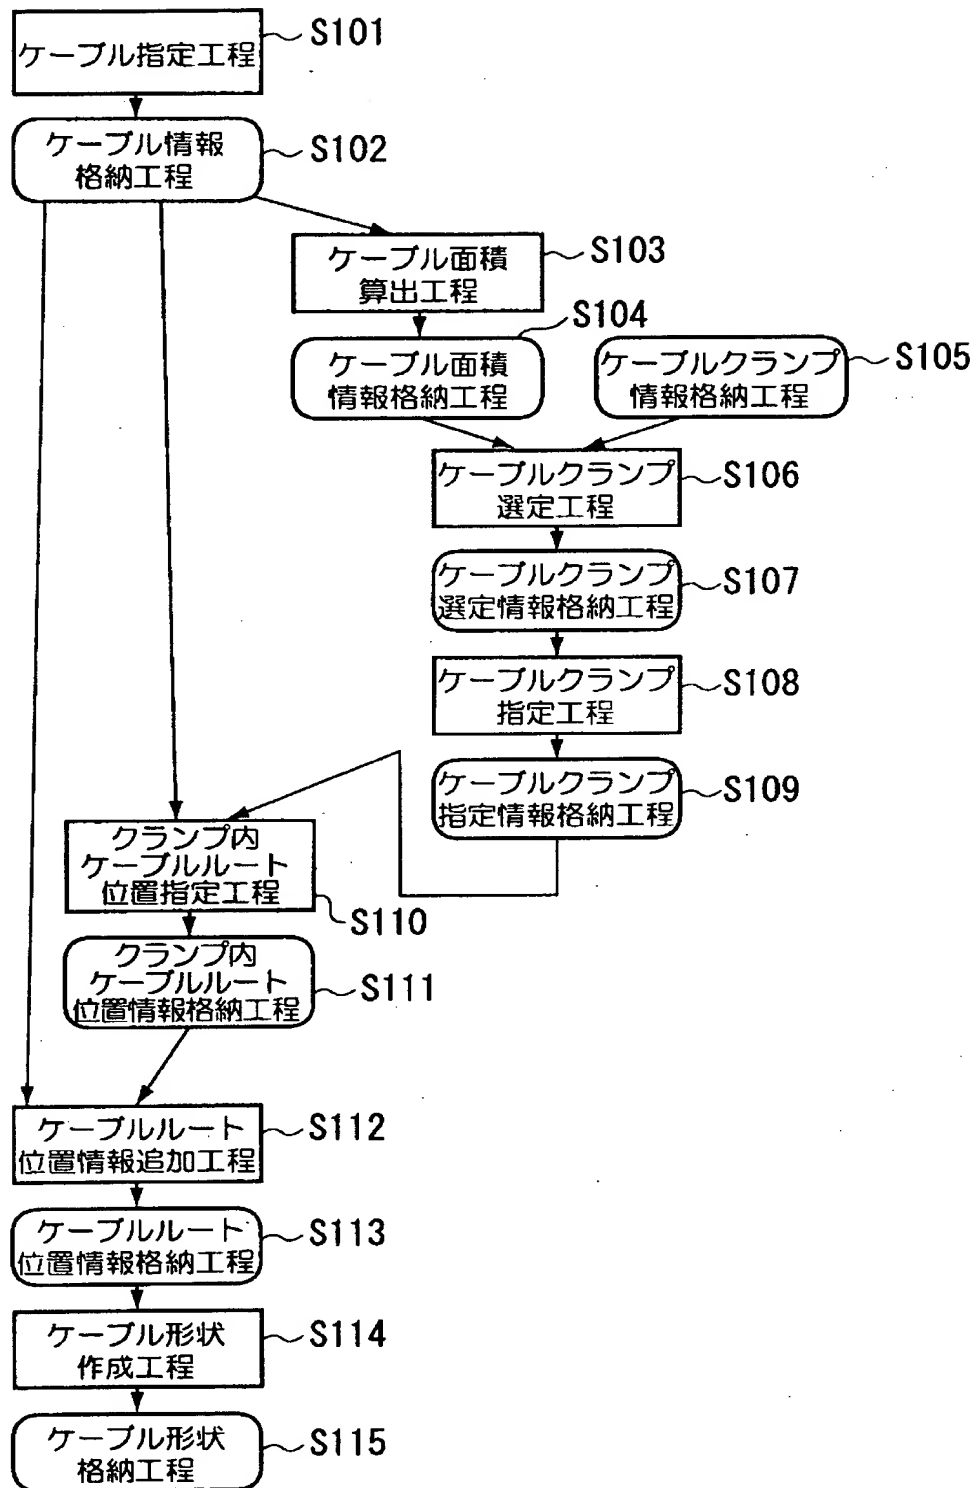 ケーブル指定工程
S101
ケーブル情報
格納工程
S102
ケーブル面積
算出工程
S103
ケーブル面積
情報格納工程
S104
ケーブルクランプ
情報格納工程
S105
ケーブルクランプ
選定工程
S106
ケーブルクランプ
選定情報格納工程
S107
ケーブルクランプ
指定工程
S108
ケーブルクランプ
指定情報格納工程
S109
クランプ内
ケーブルルート
位置指定工程
S110
クランプ内
ケーブルルート
位置情報格納工程
S111
ケーブルルート
位置情報追加工程
S112
ケーブルルート
位置情報格納工程
S113
ケーブル形状
作成工程
S114
ケーブル形状
格納工程
S115